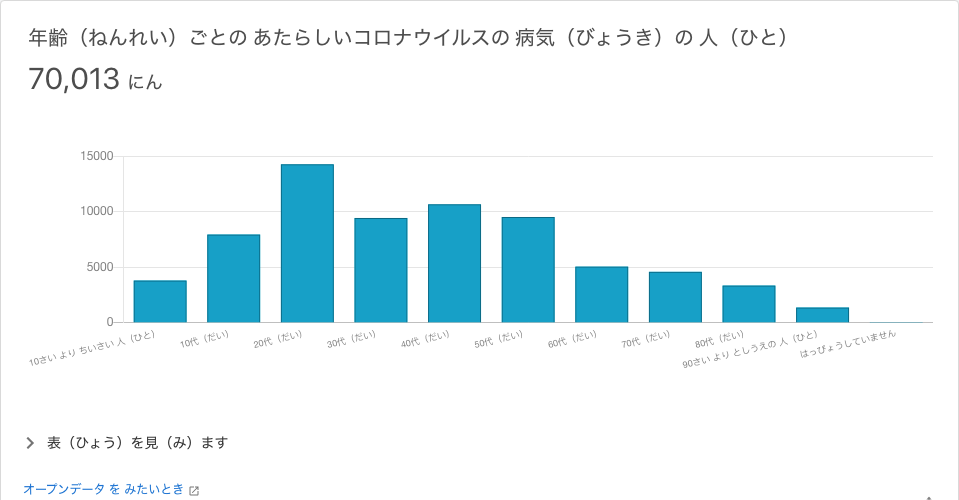 年齢（ねんれい）ごとの あたらしいコロナウイルスの 病気（びょうき）の 人（ひと）
70,013 にん
15000
10000
5000
0
10さい より ちいさい 人（ひと）
10代（だい）
20代（だい）
30代（だい）
40代（だい）
50代（だい）
60代（だい）
70代（だい）
80代（だい）
90さい より としうえの 人（ひと）
はっぴょうしていません
表（ひょう）を見（み）ます
オープンデータ を みたいとき